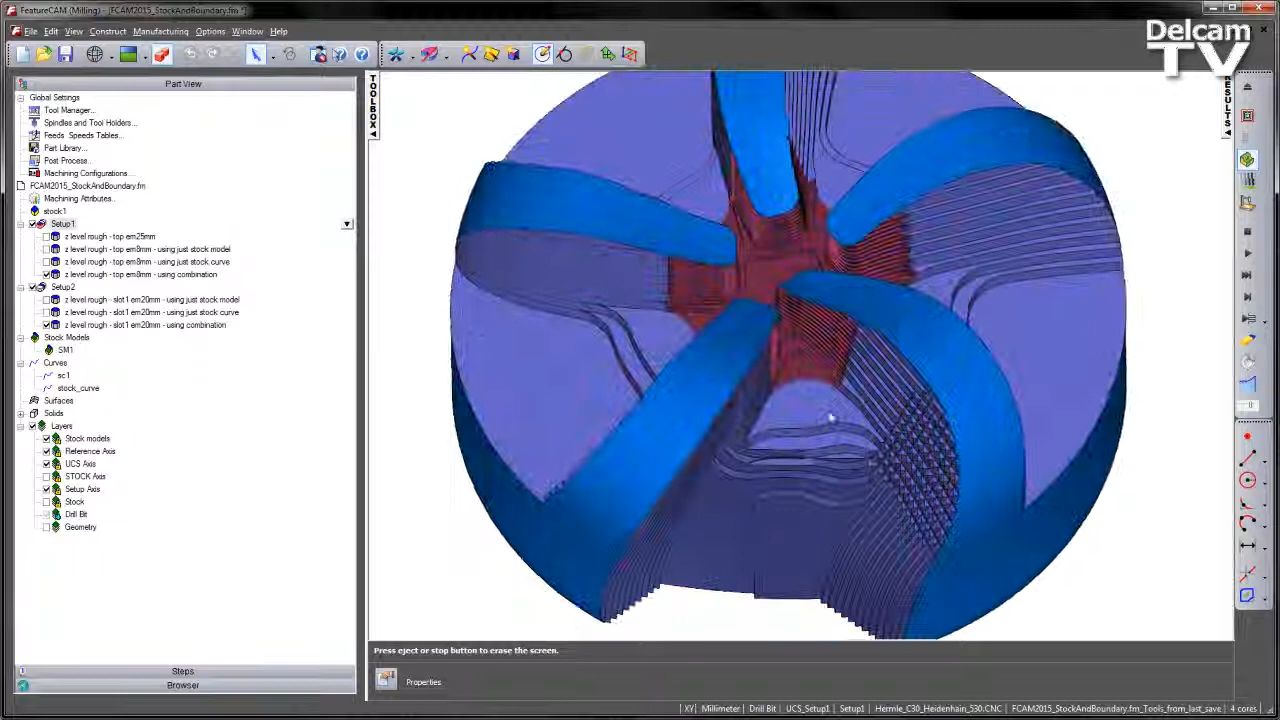 FeatureCAM (Milling) - [FCAM2015_StockAndBoundary.fm *]
Delcam
TV
File Edit View Construct Manufacturing Options Window Help
Part View
TOOLBOX
RESULTS
Global Settings
Tool Manager...
Spindles and Tool Holders...
Feeds Speeds Tables...
Part Library...
Post Process..
Machining Configurations...
FCAM2015_StockAndBoundary.fm
Machining Attributes..
stock1
Setup1
z level rough - top em25mm
z level rough - top em8mm - using just stock model
z level rough - top em8mm - using just stock curve
z level rough - top em8mm - using combination
Setup2
z level rough - slot1 em20mm - using just stock model
z level rough - slot1 em20mm - using just stock curve
z level rough - slot1 em20mm - using combination
Stock Models
SM1
Curves
sc1
stock_curve
Surfaces
Solids
Layers
Stock models
Reference Axis
UCS Axis
STOCK Axis
Setup Axis
Stock
Drill Bit
Geometry
Press eject or stop button to erase the screen.
Steps
Properties
Browser
XY Millimeter Drill Bit UCS_Setup1 Setup1 Hermle_C30_Heidenhain_530.CNC FCAM2015_StockAndBoundary.fm_Tools_from_last_save 4 cores